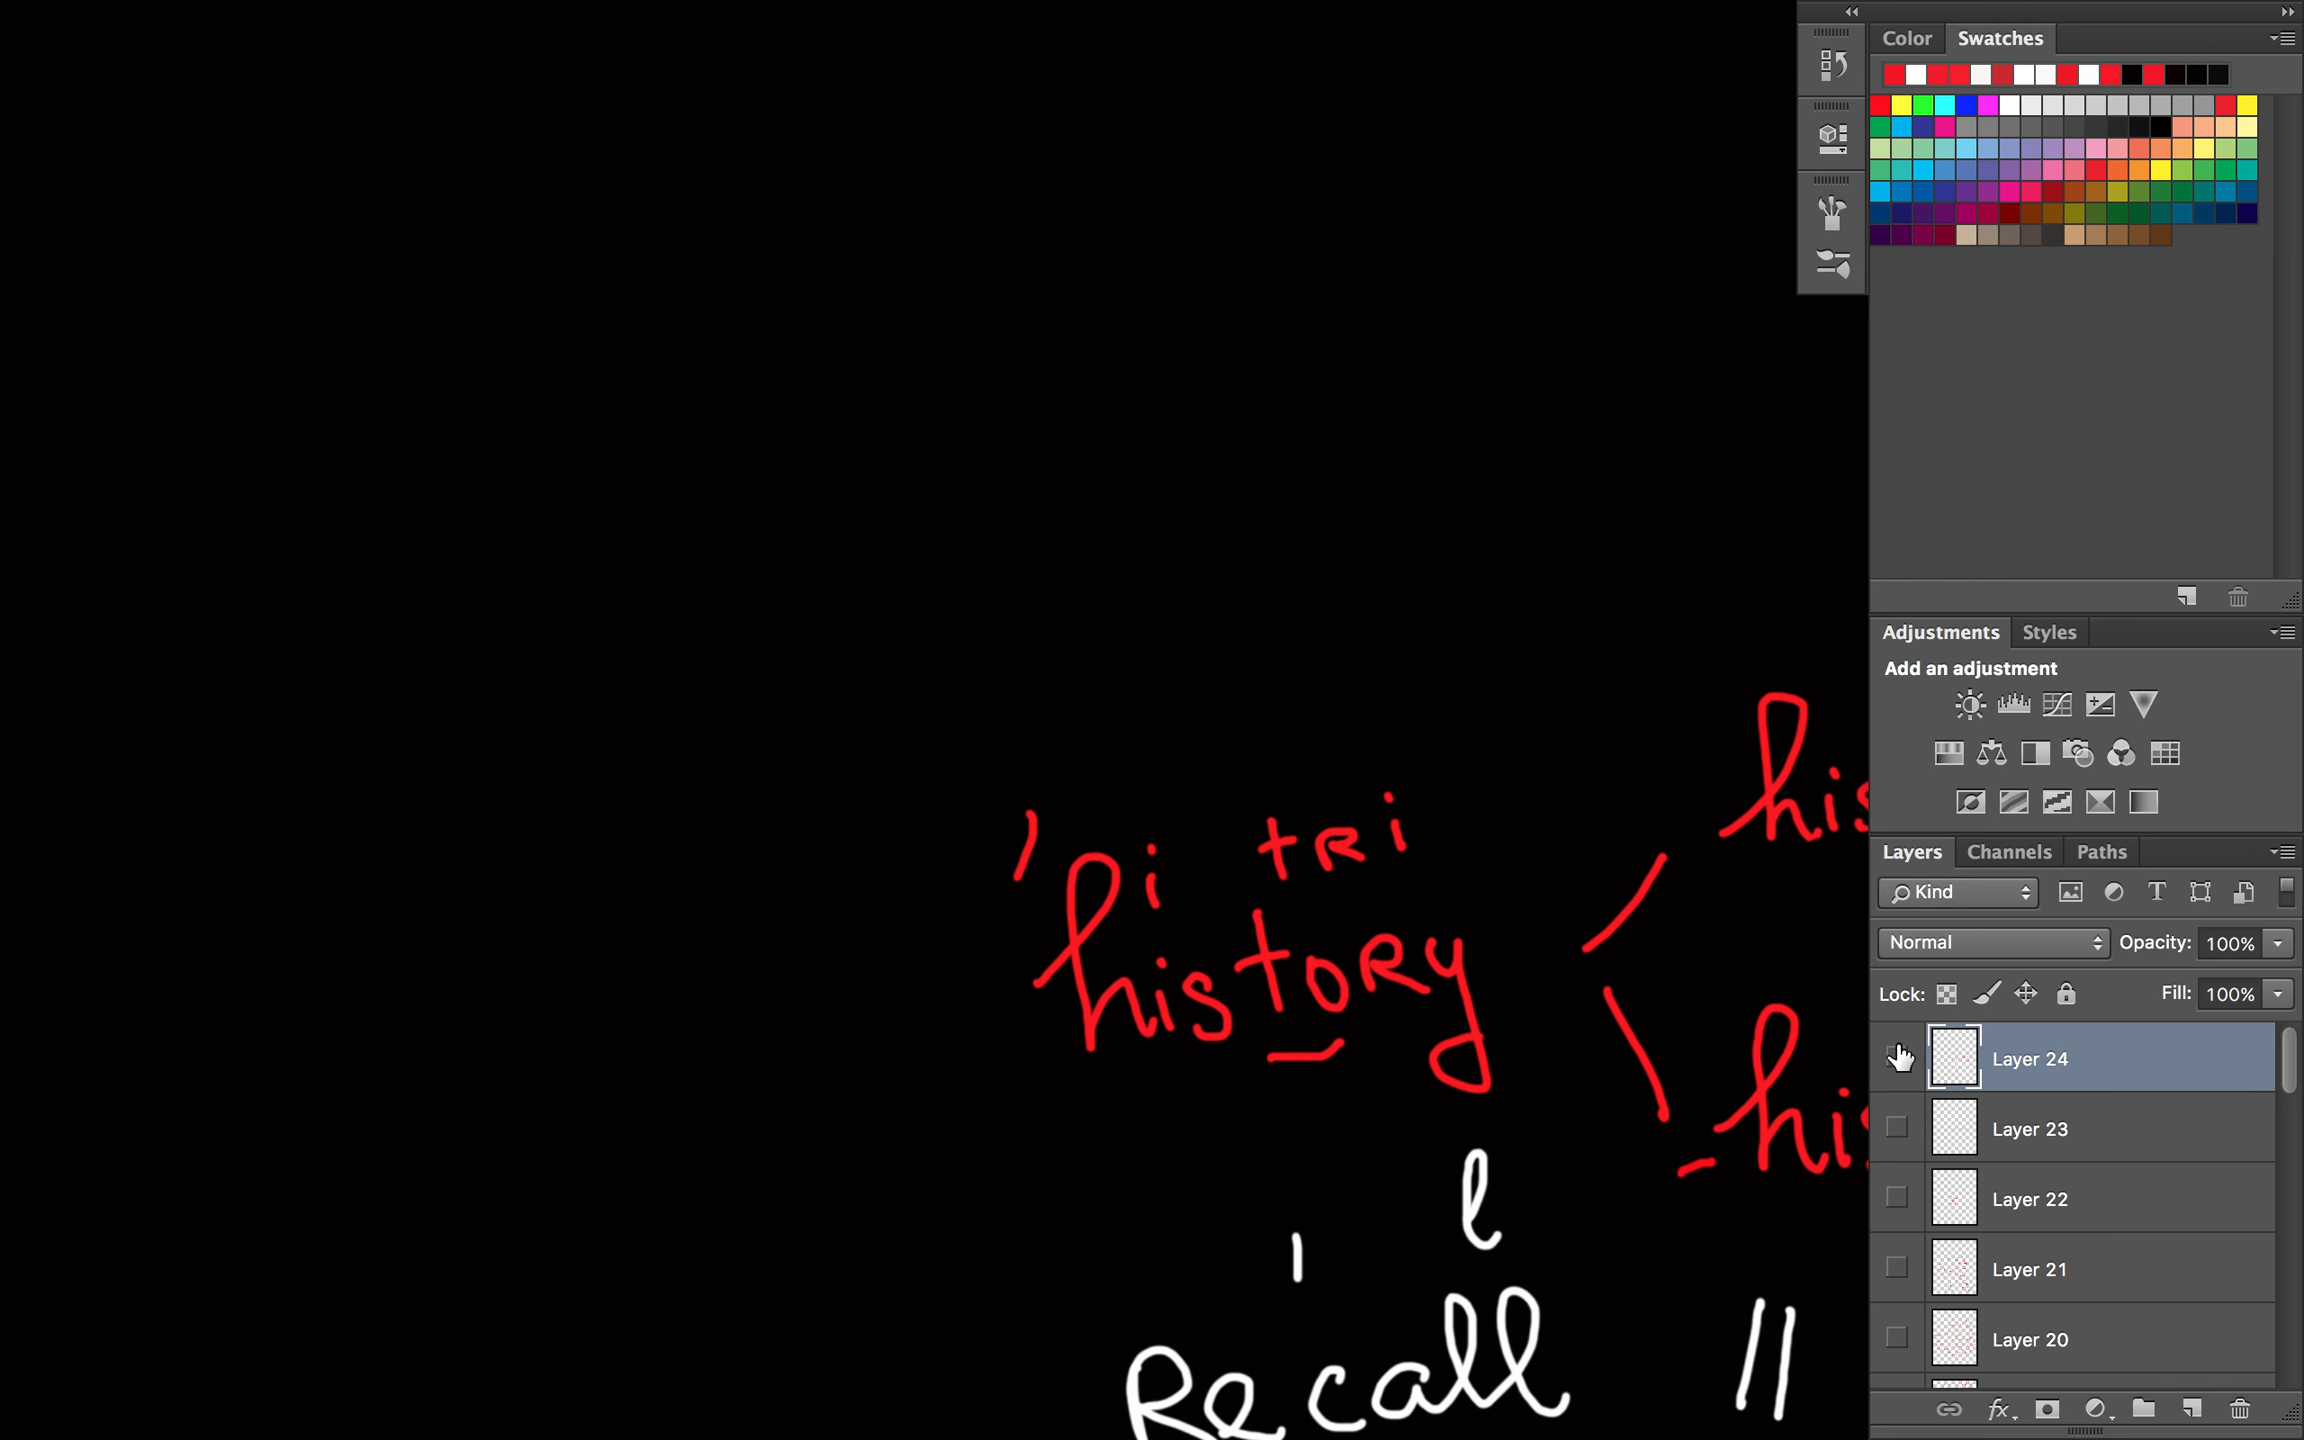 Color Swatches
Adjustments Styles
Add an adjustment
Layers Channels Paths
Kind
Normal Opacity: 100%
Lock: Fill: 100%
Layer 24
Layer 23
Layer 22
Layer 21
Layer 20
his
hi tri
history
hi
l
Recall